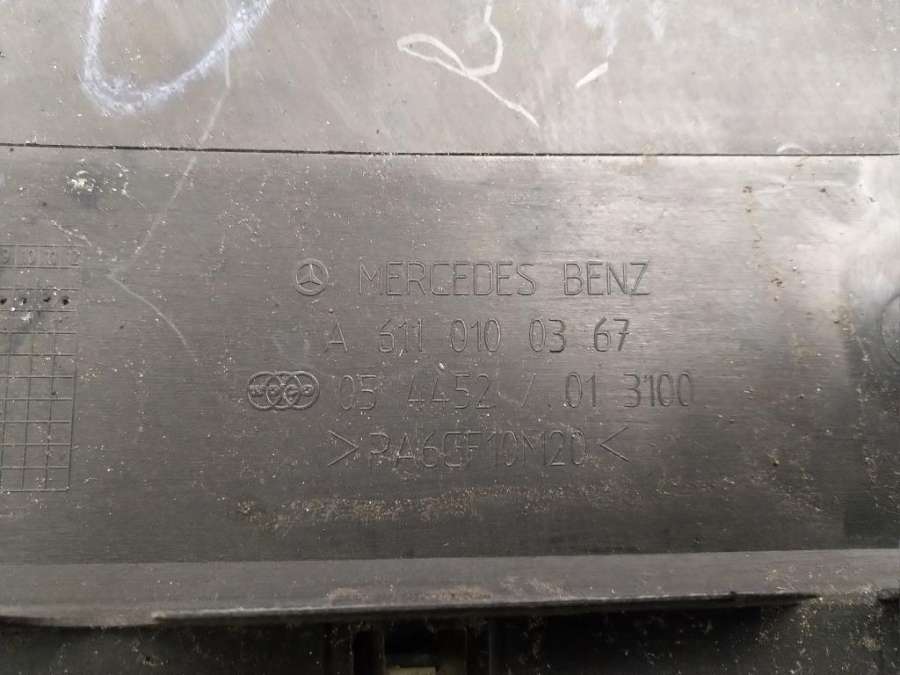 MERCEDES BENZ
A 611 010 03 67
05 4452 / 01 3100
>PA6GF10M20<